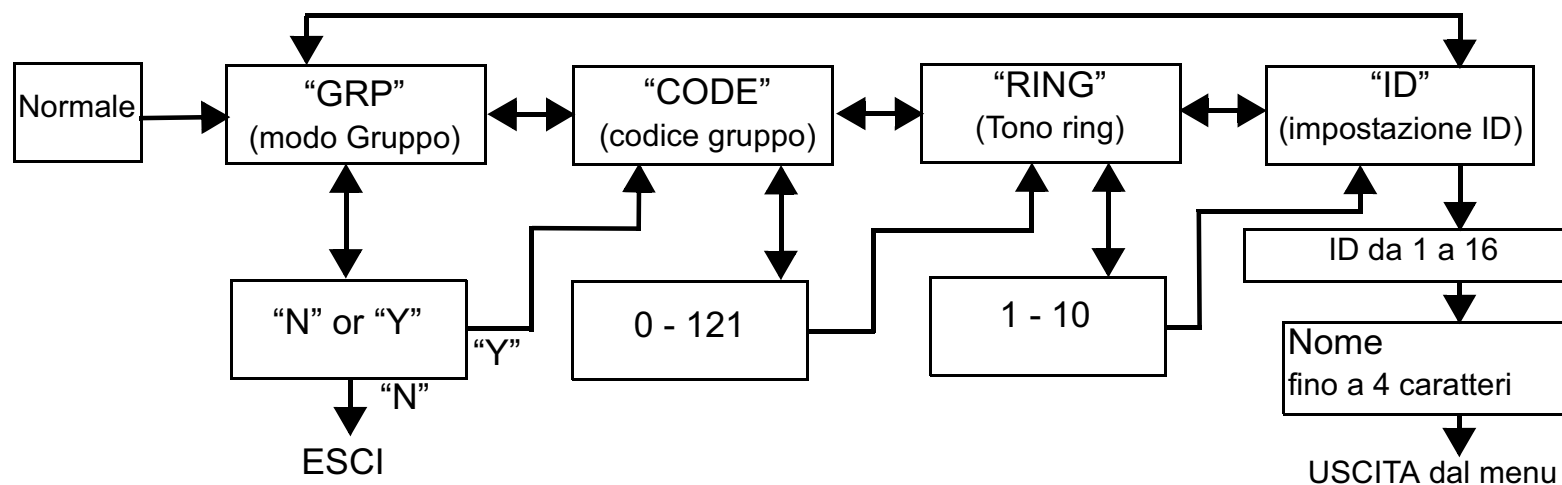 Normale
“GRP”
(modo Gruppo)
“CODE”
(codice gruppo)
“RING”
(Tono ring)
“ID”
(impostazione ID)
“N” or “Y”
“Y”
“N”
ESCI
0 - 121
1 - 10
ID da 1 a 16
Nome
fino a 4 caratteri
USCITA dal menu